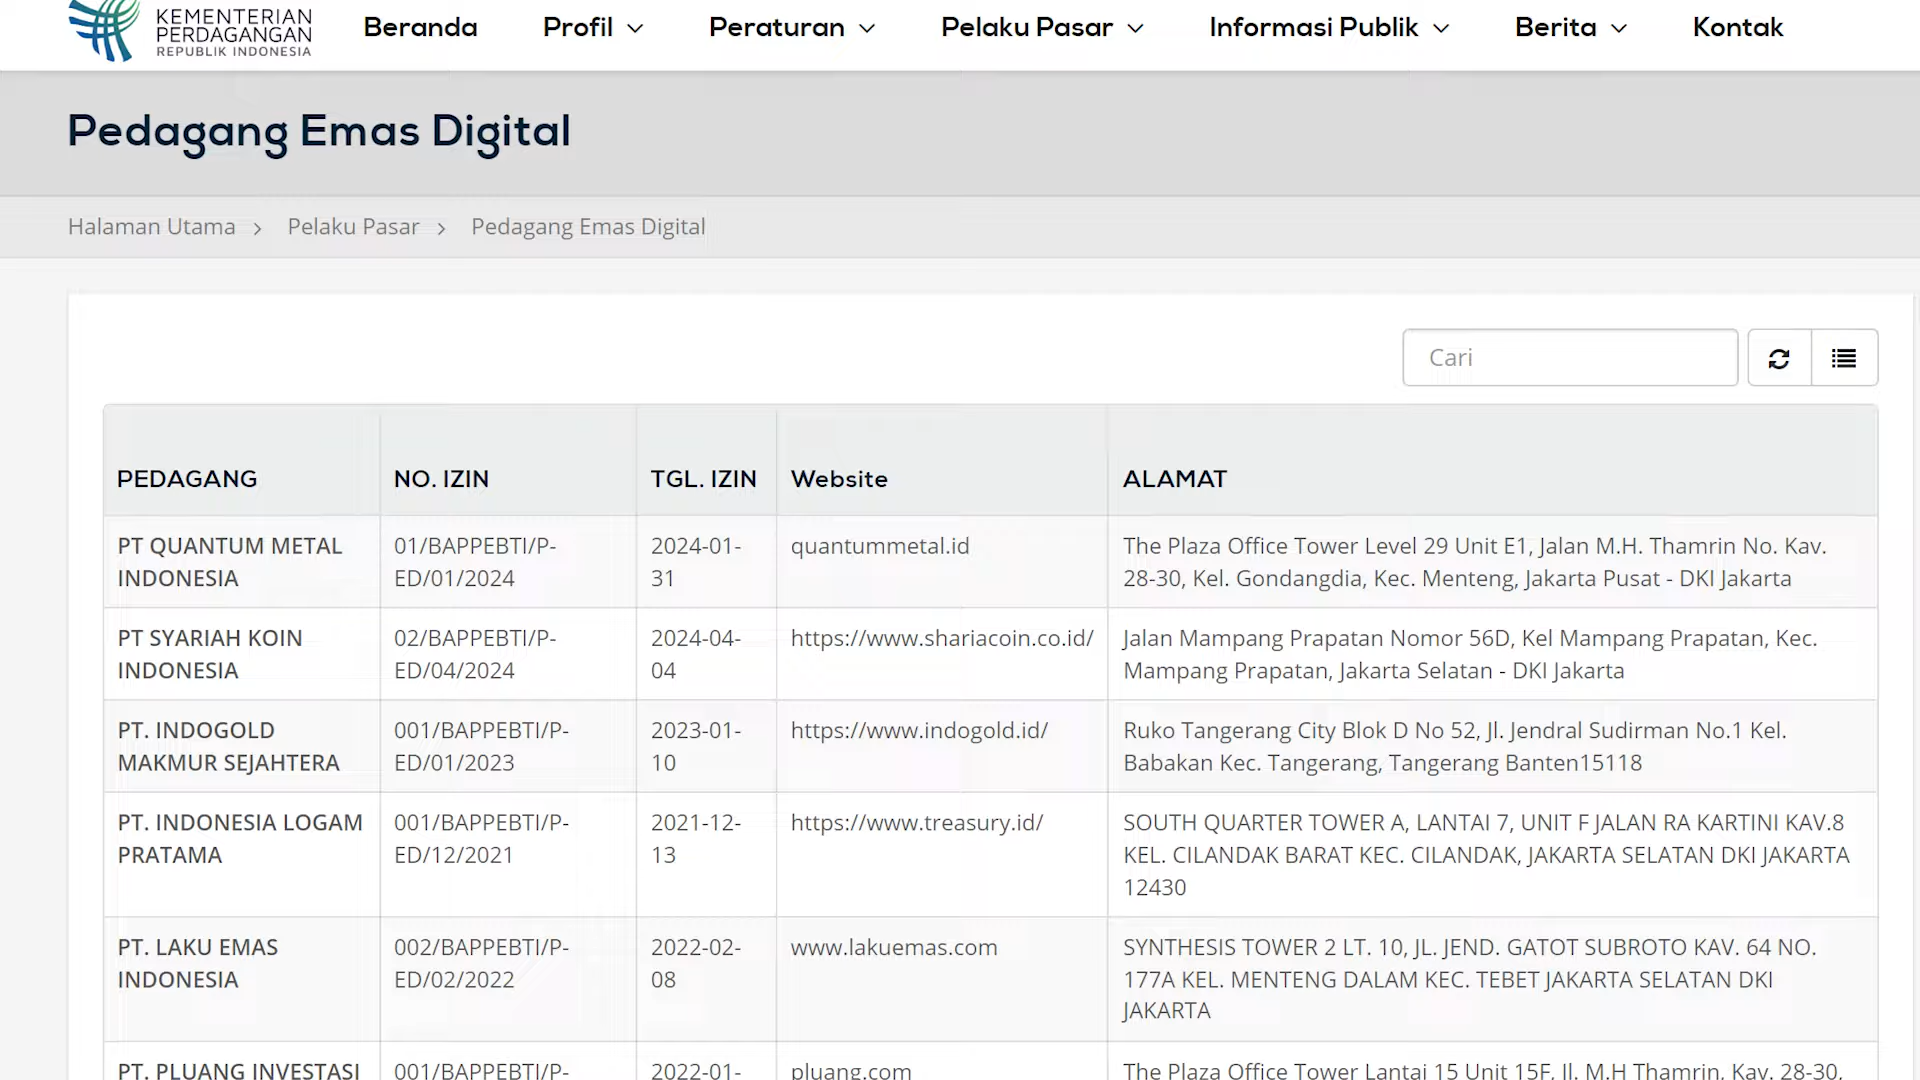 KEMENTERIAN
PERDAGANGAN
REPUBLIK INDONESIA
Beranda
Profil
Peraturan
Pelaku Pasar
Informasi Publik
Berita
Kontak
Pedagang Emas Digital
Halaman Utama > Pelaku Pasar > Pedagang Emas Digital
Cari
PEDAGANG
NO. IZIN
TGL. IZIN
Website
ALAMAT
PT QUANTUM METAL
INDONESIA
01/BAPPEBTI/P-
ED/01/2024
2024-01-
31
quantummetal.id
The Plaza Office Tower Level 29 Unit E1, Jalan M.H. Thamrin No. Kav.
28-30, Kel. Gondangdia, Kec. Menteng, Jakarta Pusat - DKI Jakarta
PT SYARIAH KOIN
INDONESIA
02/BAPPEBTI/P-
ED/04/2024
2024-04-
04
https://www.shariacoin.co.id/
Jalan Mampang Prapatan Nomor 56D, Kel Mampang Prapatan, Kec.
Mampang Prapatan, Jakarta Selatan - DKI Jakarta
PT. INDOGOLD
MAKMUR SEJAHTERA
001/BAPPEBTI/P-
ED/01/2023
2023-01-
10
https://www.indogold.id/
Ruko Tangerang City Blok D No 52, Jl. Jendral Sudirman No.1 Kel.
Babakan Kec. Tangerang, Tangerang Banten15118
PT. INDONESIA LOGAM
PRATAMA
001/BAPPEBTI/P-
ED/12/2021
2021-12-
13
https://www.treasury.id/
SOUTH QUARTER TOWER A, LANTAI 7, UNIT F JALAN RA KARTINI KAV.8
KEL. CILANDAK BARAT KEC. CILANDAK, JAKARTA SELATAN DKI JAKARTA
12430
PT. LAKU EMAS
INDONESIA
002/BAPPEBTI/P-
ED/02/2022
2022-02-
08
www.lakuemas.com
SYNTHESIS TOWER 2 LT. 10, JL. JEND. GATOT SUBROTO KAV. 64 NO.
177A KEL. MENTENG DALAM KEC. TEBET JAKARTA SELATAN DKI
JAKARTA
PT. PLUANG INVESTASI
001/BAPPEBTI/P-
2022-01-
pluang.com
The Plaza Office Tower Lantai 15 Unit 15F, Jl. M.H Thamrin, Kav. 28-30,